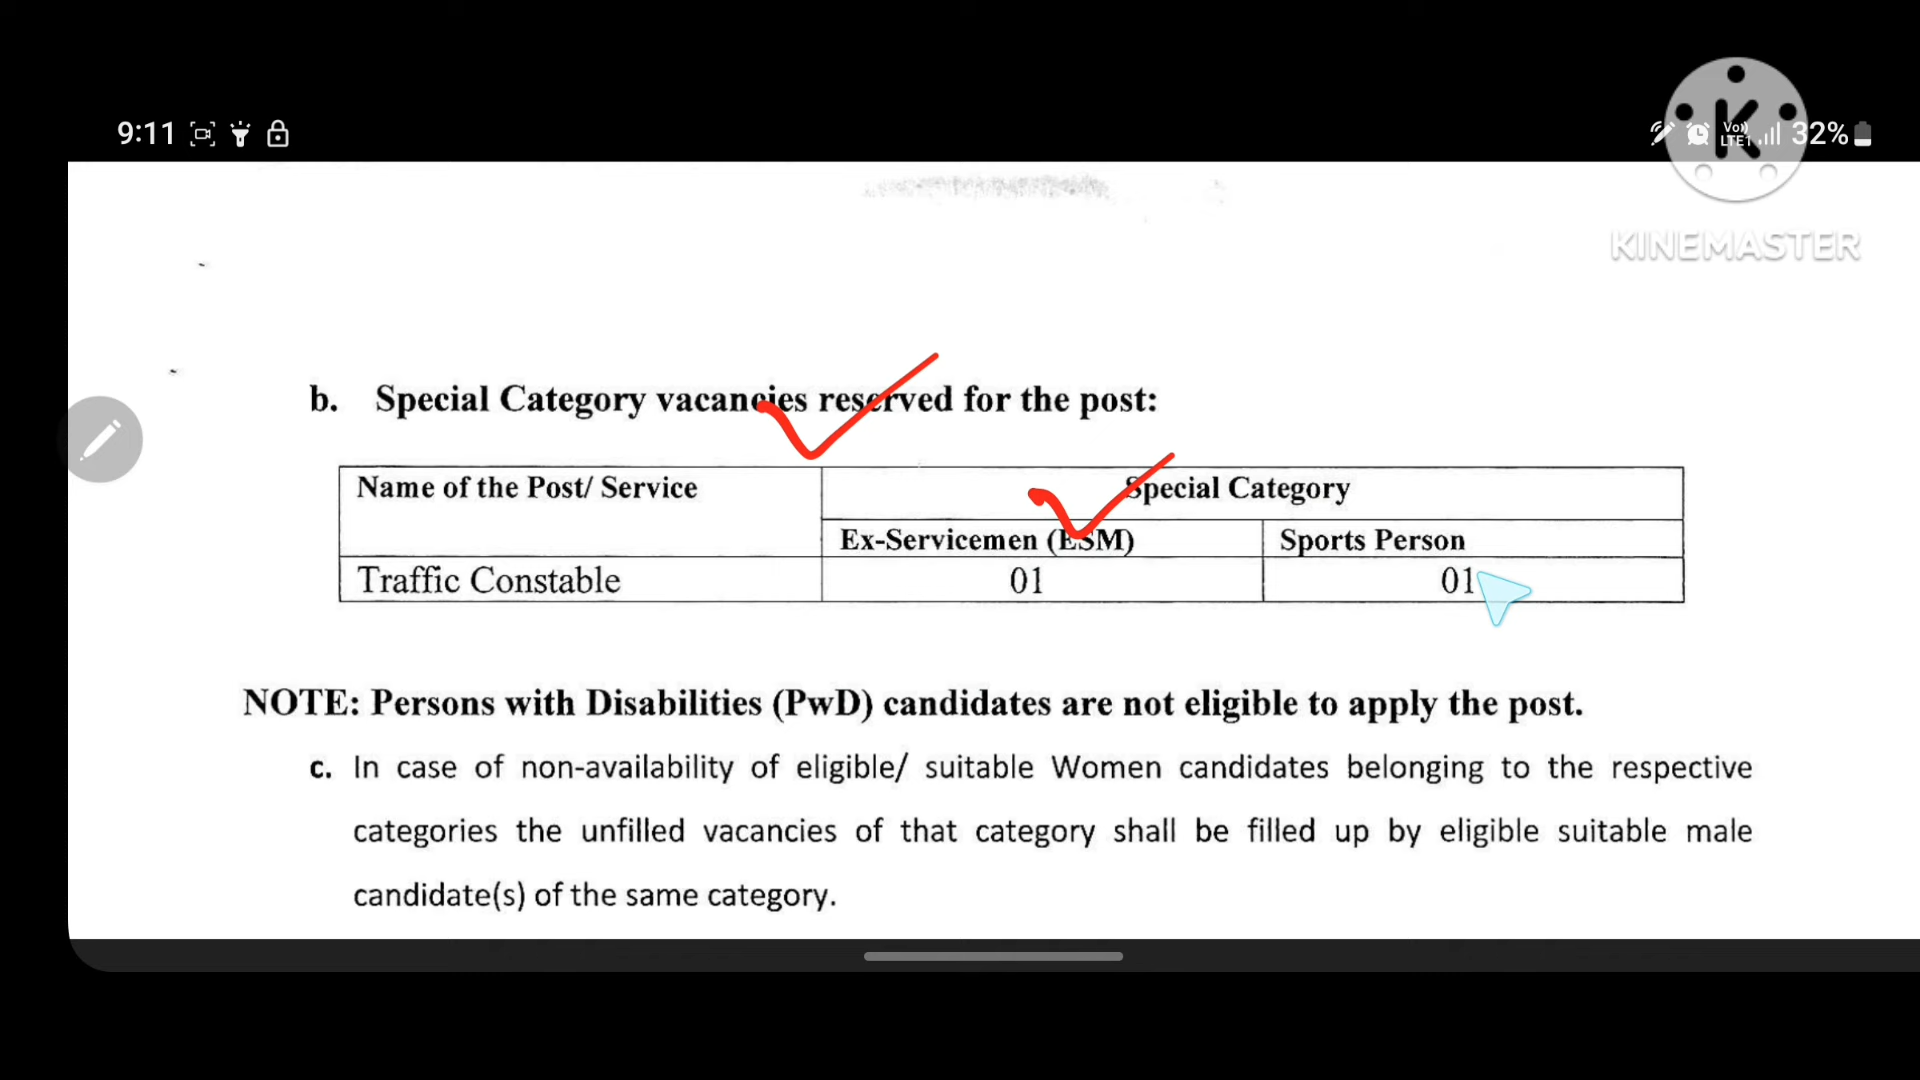 9:11
Vo))
LTE1
32%
K
KINEMASTER
b. Special Category vacancies reserved for the post:
Name of the Post/ Service
Special Category
Ex-Servicemen (ESM)
Sports Person
Traffic Constable
01
01
NOTE: Persons with Disabilities (PwD) candidates are not eligible to apply the post.
c. In case of non-availability of eligible/ suitable Women candidates belonging to the respective
categories the unfilled vacancies of that category shall be filled up by eligible suitable male
candidate(s) of the same category.